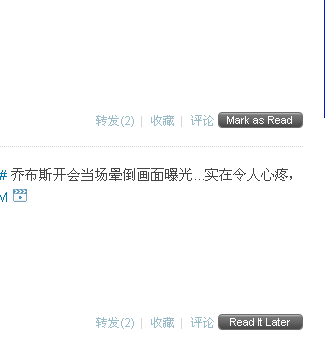 转发(2) | 收藏 | 评论 Mark as Read
# 乔布斯开会当场晕倒画面曝光...实在令人心疼，
M
转发(2) | 收藏 | 评论 Read It Later